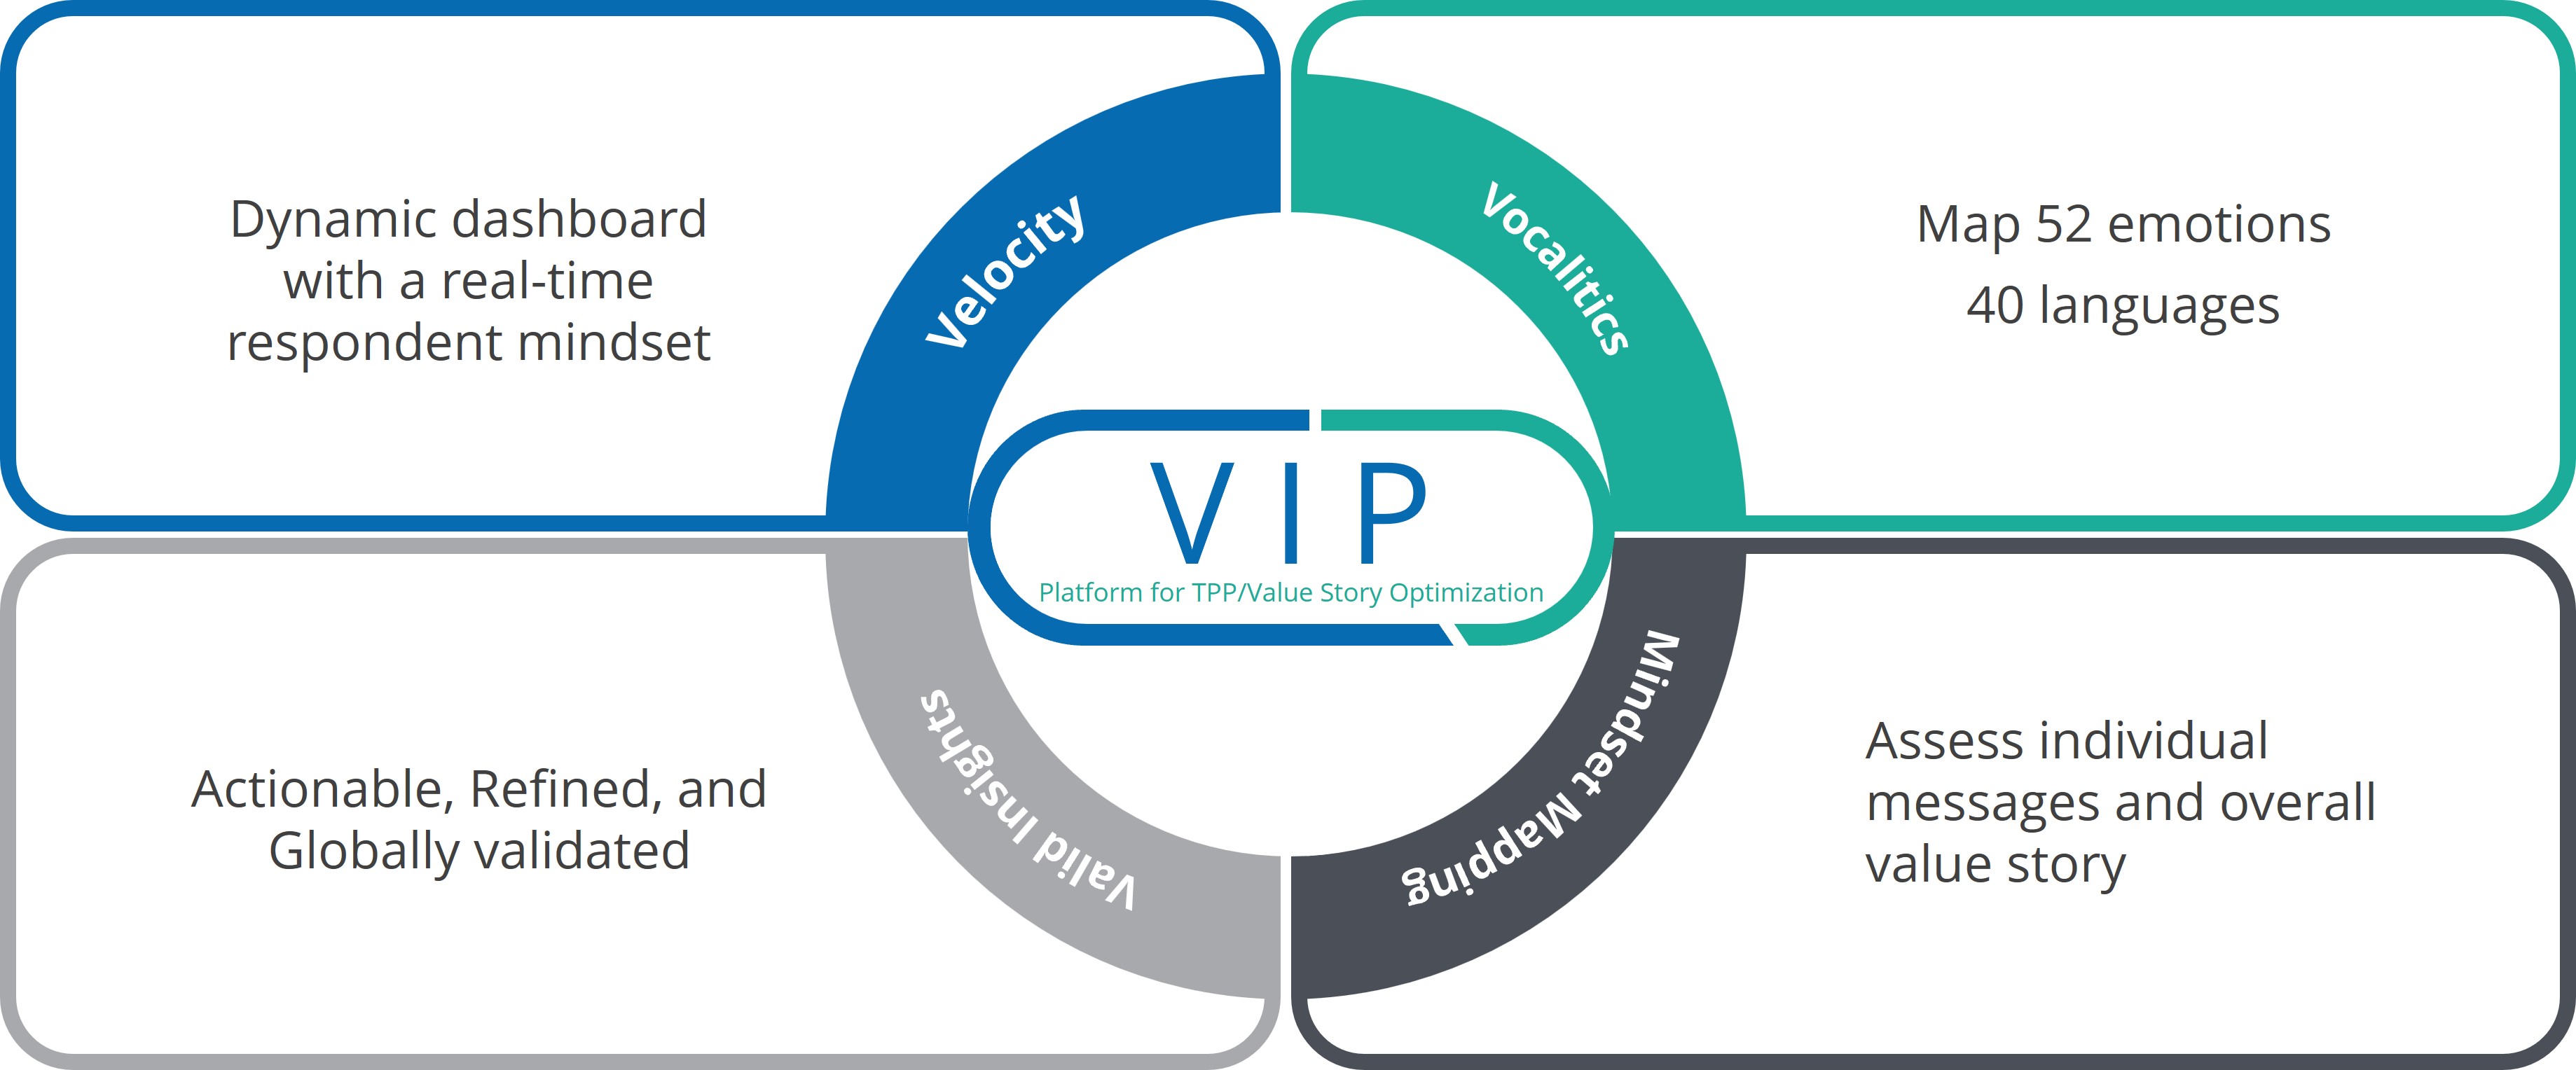 Dynamic dashboard
with a real-time
respondent mindset
Velocity
Vocalitics
Map 52 emotions
40 languages
VIP
Platform for TPP/Value Story Optimization
Actionable, Refined, and
Globally validated
Valid Insights
Mindset Mapping
Assess individual
messages and overall
value story